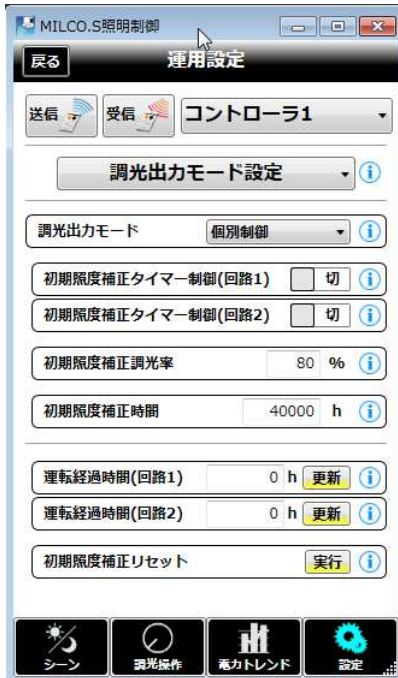 MILCO.S照明制御
戻る 運用設定
送信 受信 コントローラ1
調光出力モード設定
調光出力モード 個別制御
初期照度補正タイマー制御(回路1) 切
初期照度補正タイマー制御(回路2) 切
初期照度補正調光率 80 %
初期照度補正時間 40000 h
運転経過時間(回路1) 0 h 更新
運転経過時間(回路2) 0 h 更新
初期照度補正リセット 実行
シーン 調光操作 電力トレンド 設定